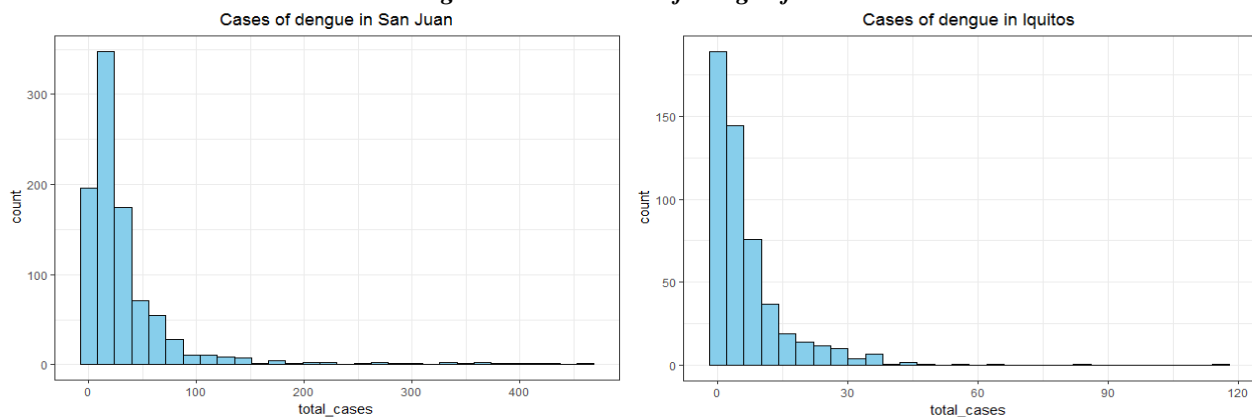 Cases of dengue in San Juan
count
300
200
100
0
0 100 200 300 400
total_cases
Cases of dengue in Iquitos
count
150
100
50
0
0 30 60 90 120
total_cases